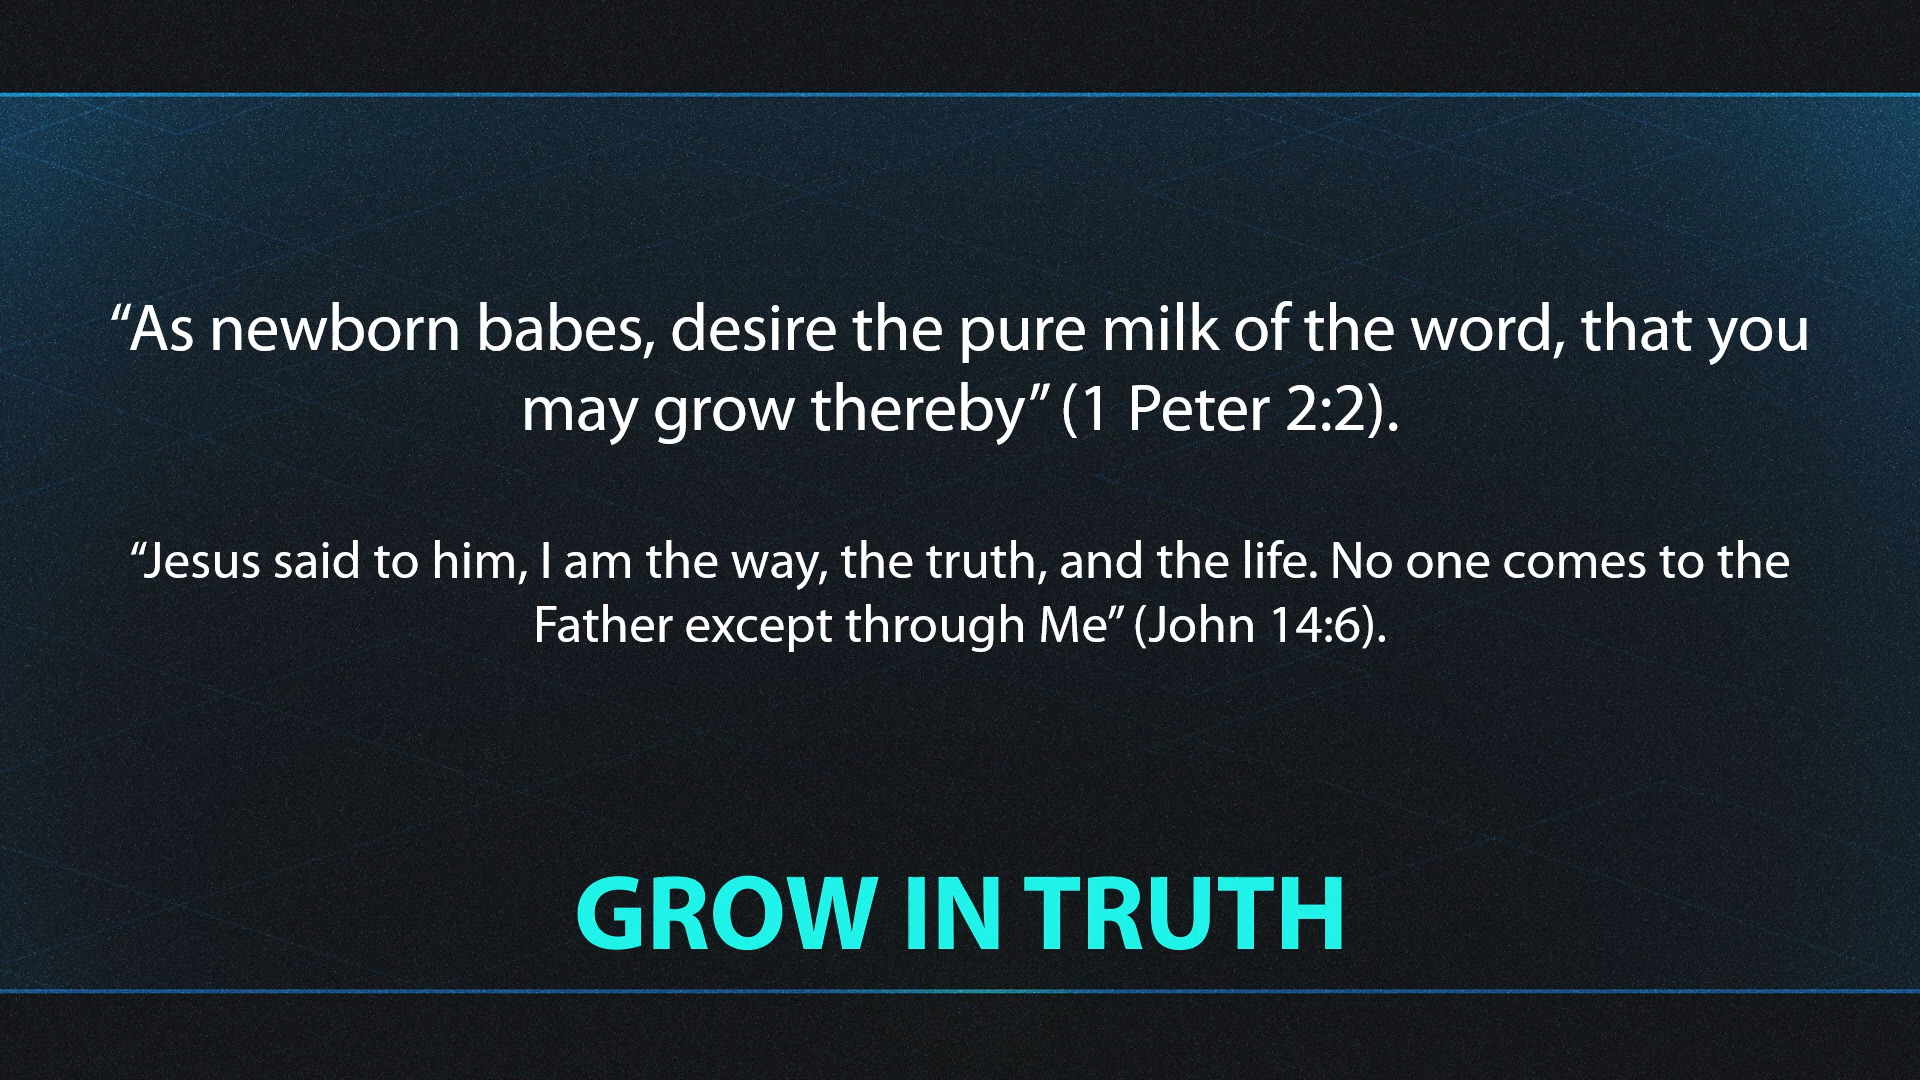 “As newborn babes, desire the pure milk of the word, that you
may grow thereby” (1 Peter 2:2).
“Jesus said to him, I am the way, the truth, and the life. No one comes to the
Father except through Me” (John 14:6).
GROW IN TRUTH